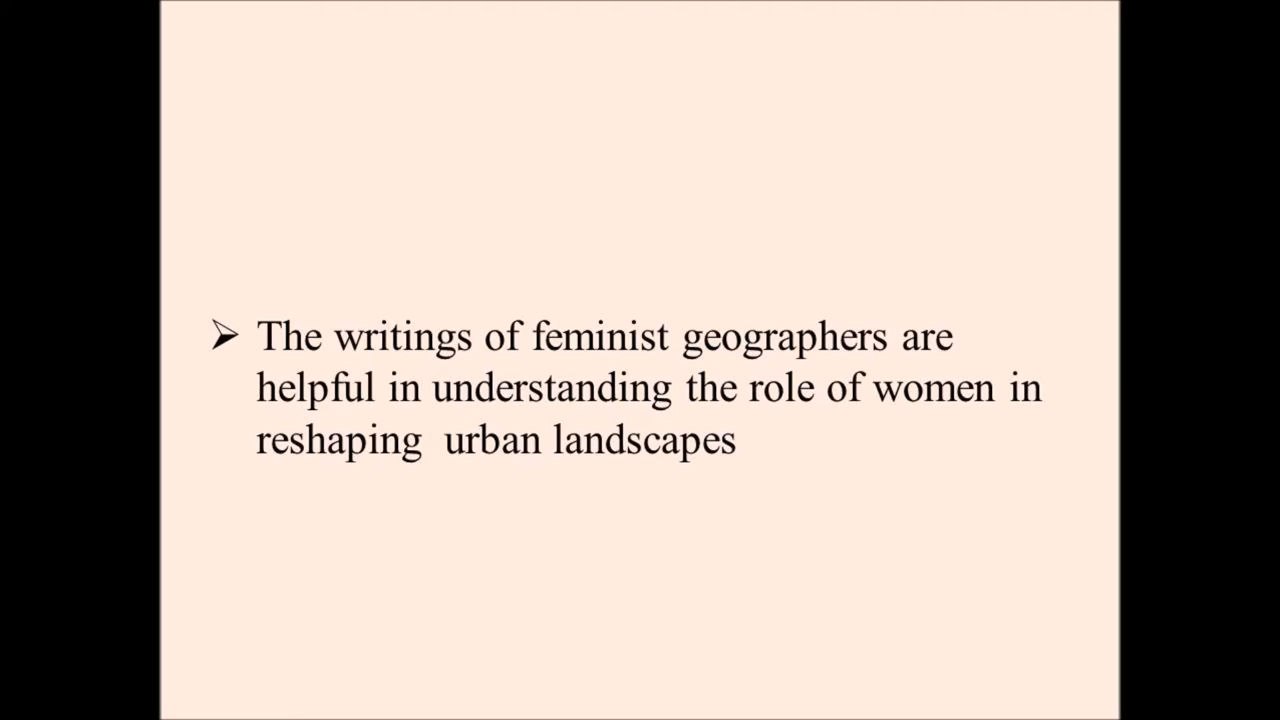 ➢ The writings of feminist geographers are
helpful in understanding the role of women in
reshaping  urban landscapes